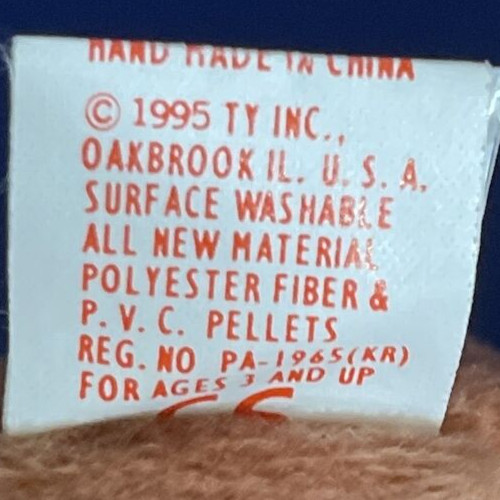 HAND MADE IN CHINA
© 1995 TY INC.,
OAKBROOK IL. U. S. A.
SURFACE WASHABLE
ALL NEW MATERIAL
POLYESTER FIBER &
P. V. C. PELLETS
REG. NO PA-1965(KR)
FOR AGES 3 AND UP
CE